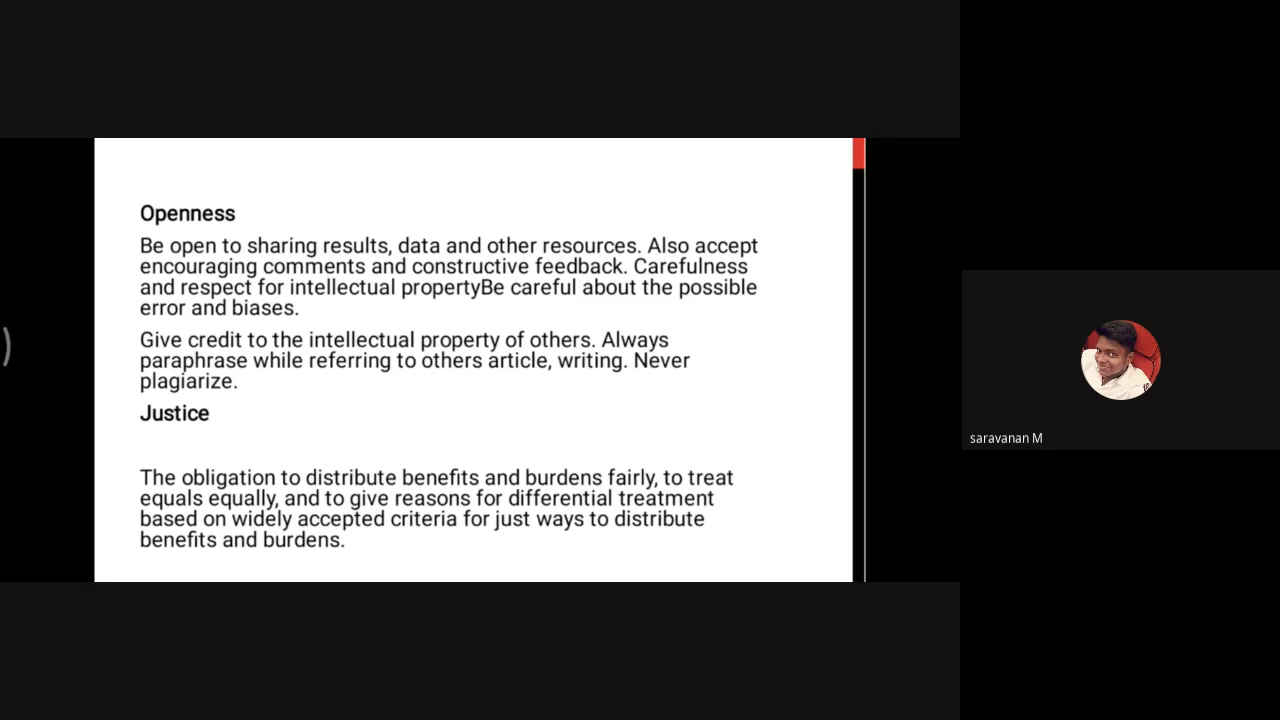 Openness
Be open to sharing results, data and other resources. Also accept
encouraging comments and constructive feedback. Carefulness
and respect for intellectual propertyBe careful about the possible
error and biases.
Give credit to the intellectual property of others. Always
paraphrase while referring to others article, writing. Never
plagiarize.
Justice
The obligation to distribute benefits and burdens fairly, to treat
equals equally, and to give reasons for differential treatment
based on widely accepted criteria for just ways to distribute
benefits and burdens.
saravanan M